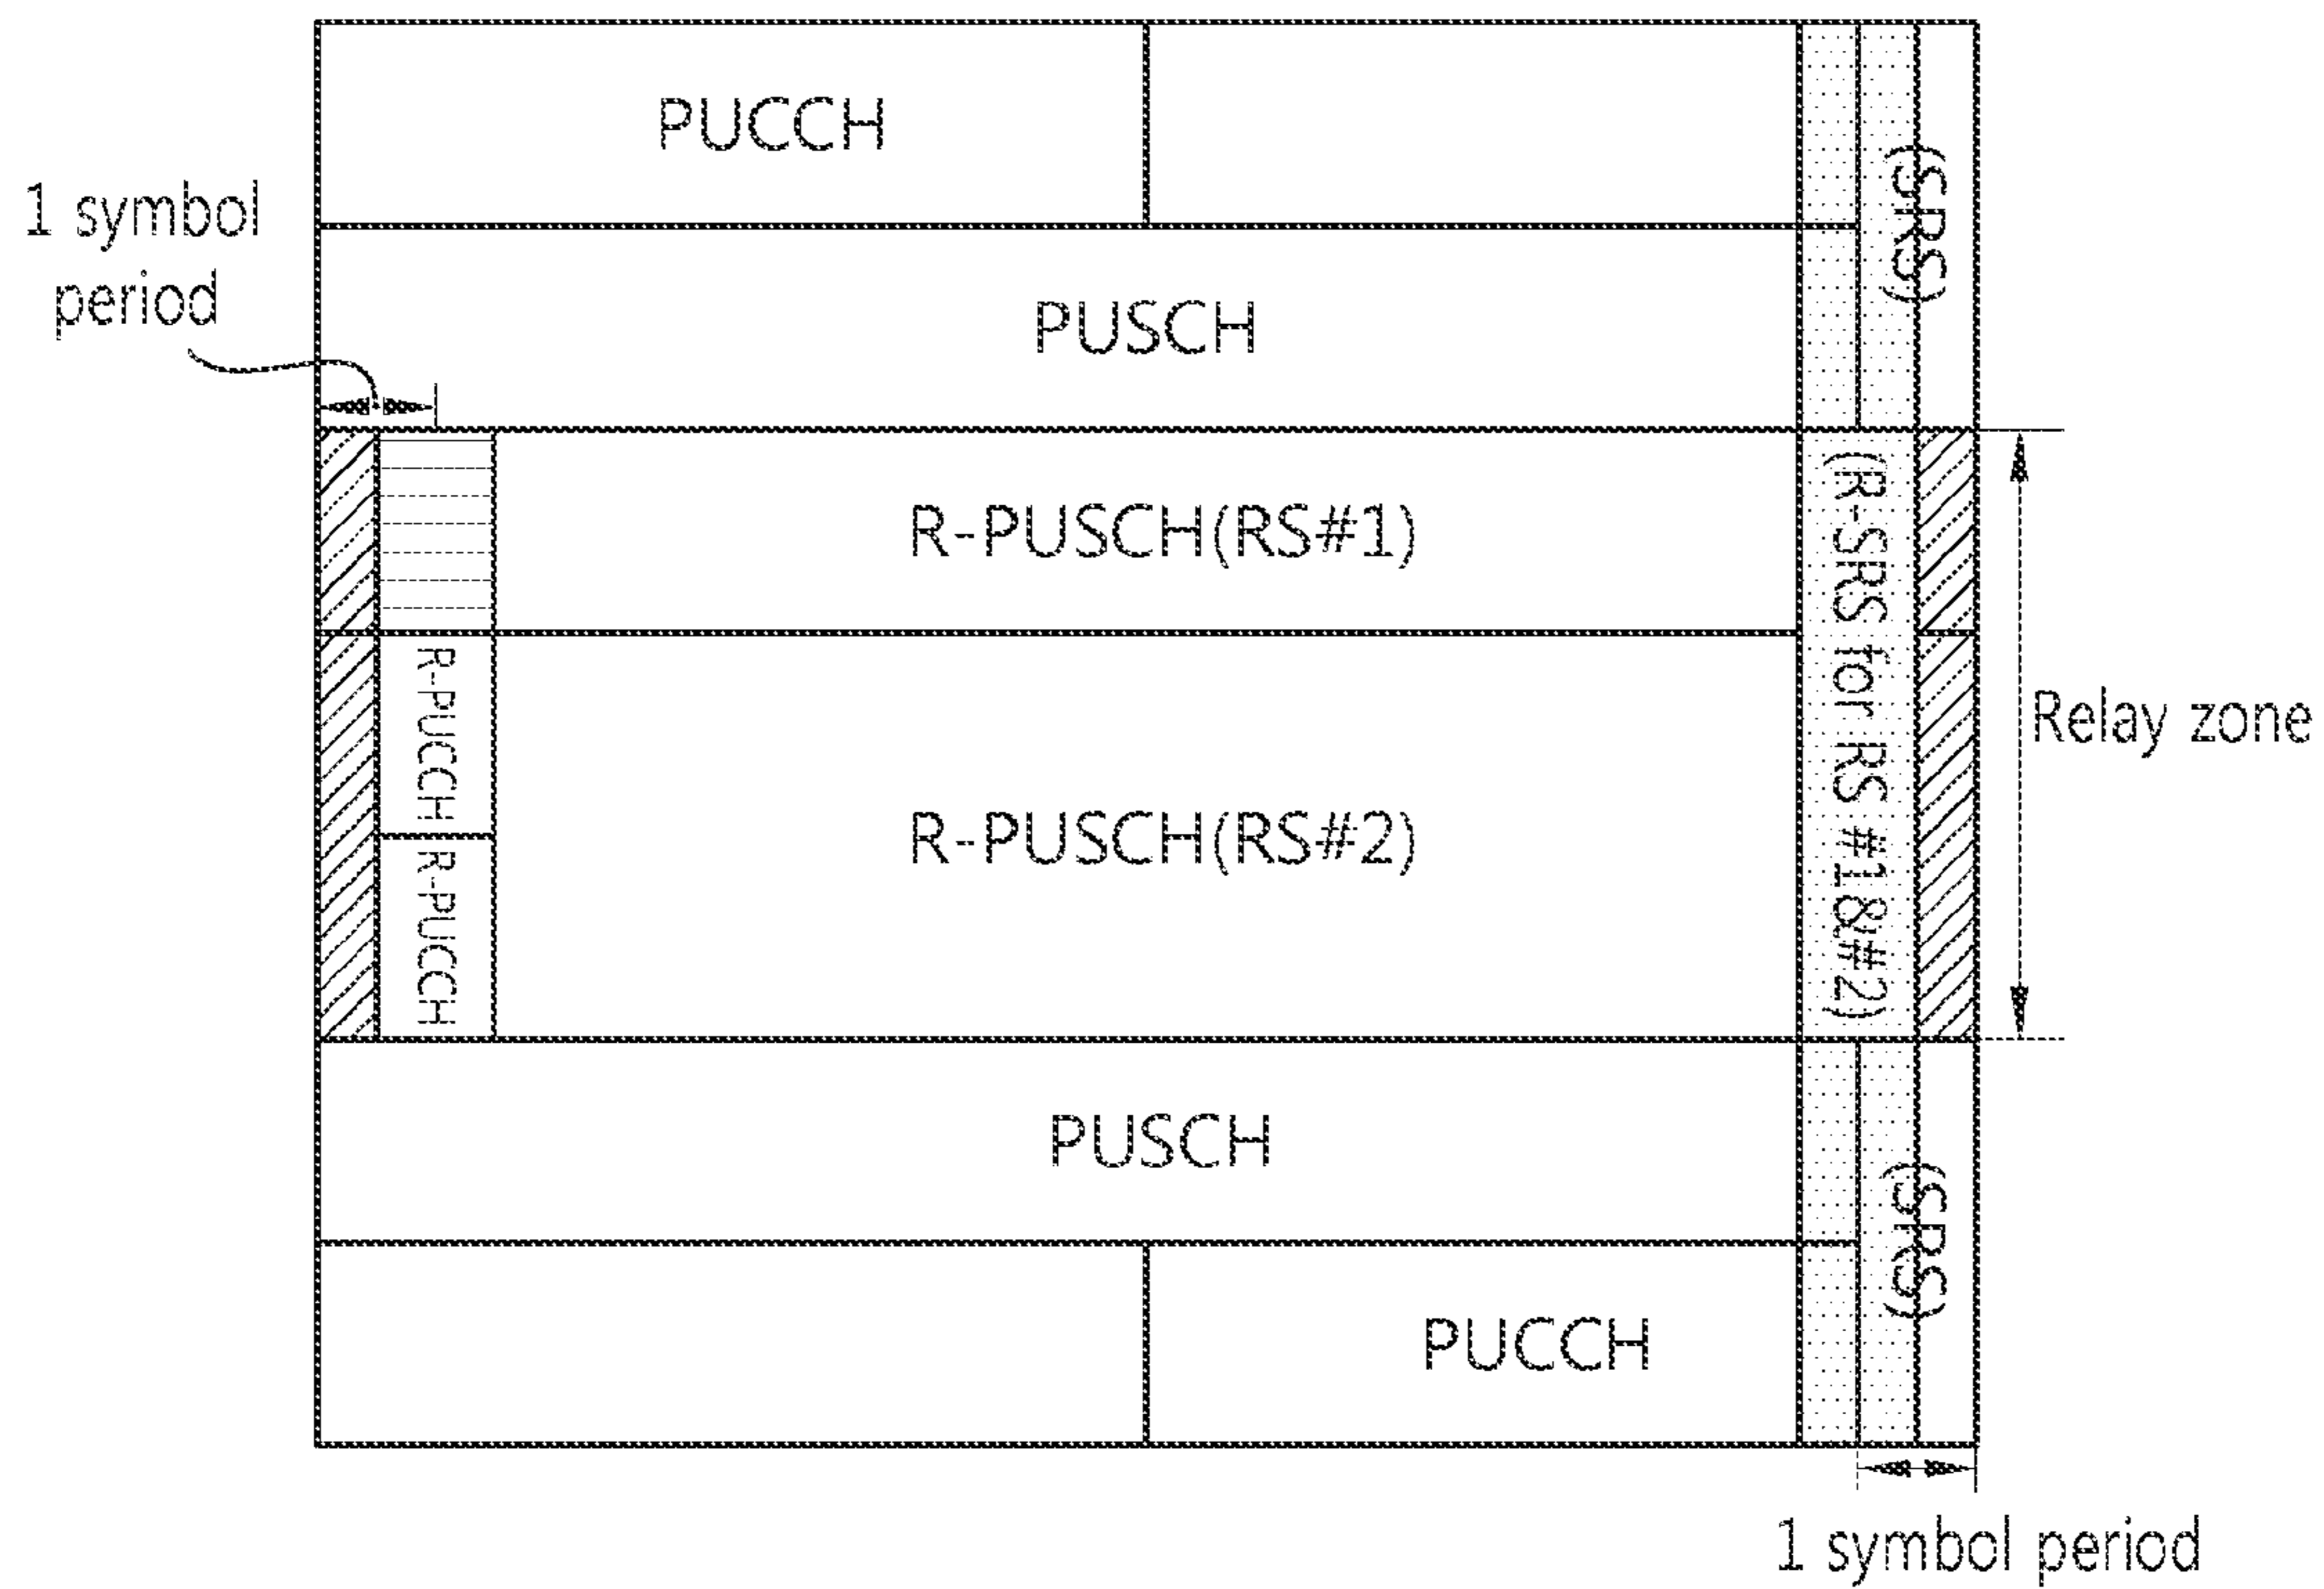 PUCCH
(SRS)
1 symbol
period
PUSCH
R-PUSCH(RS#1)
(R-SRS for RS #1&#2)
R-PUCCH
Relay zone
R-PUSCH(RS#2)
R-PUCCH
PUSCH
(SRS)
PUCCH
1 symbol period